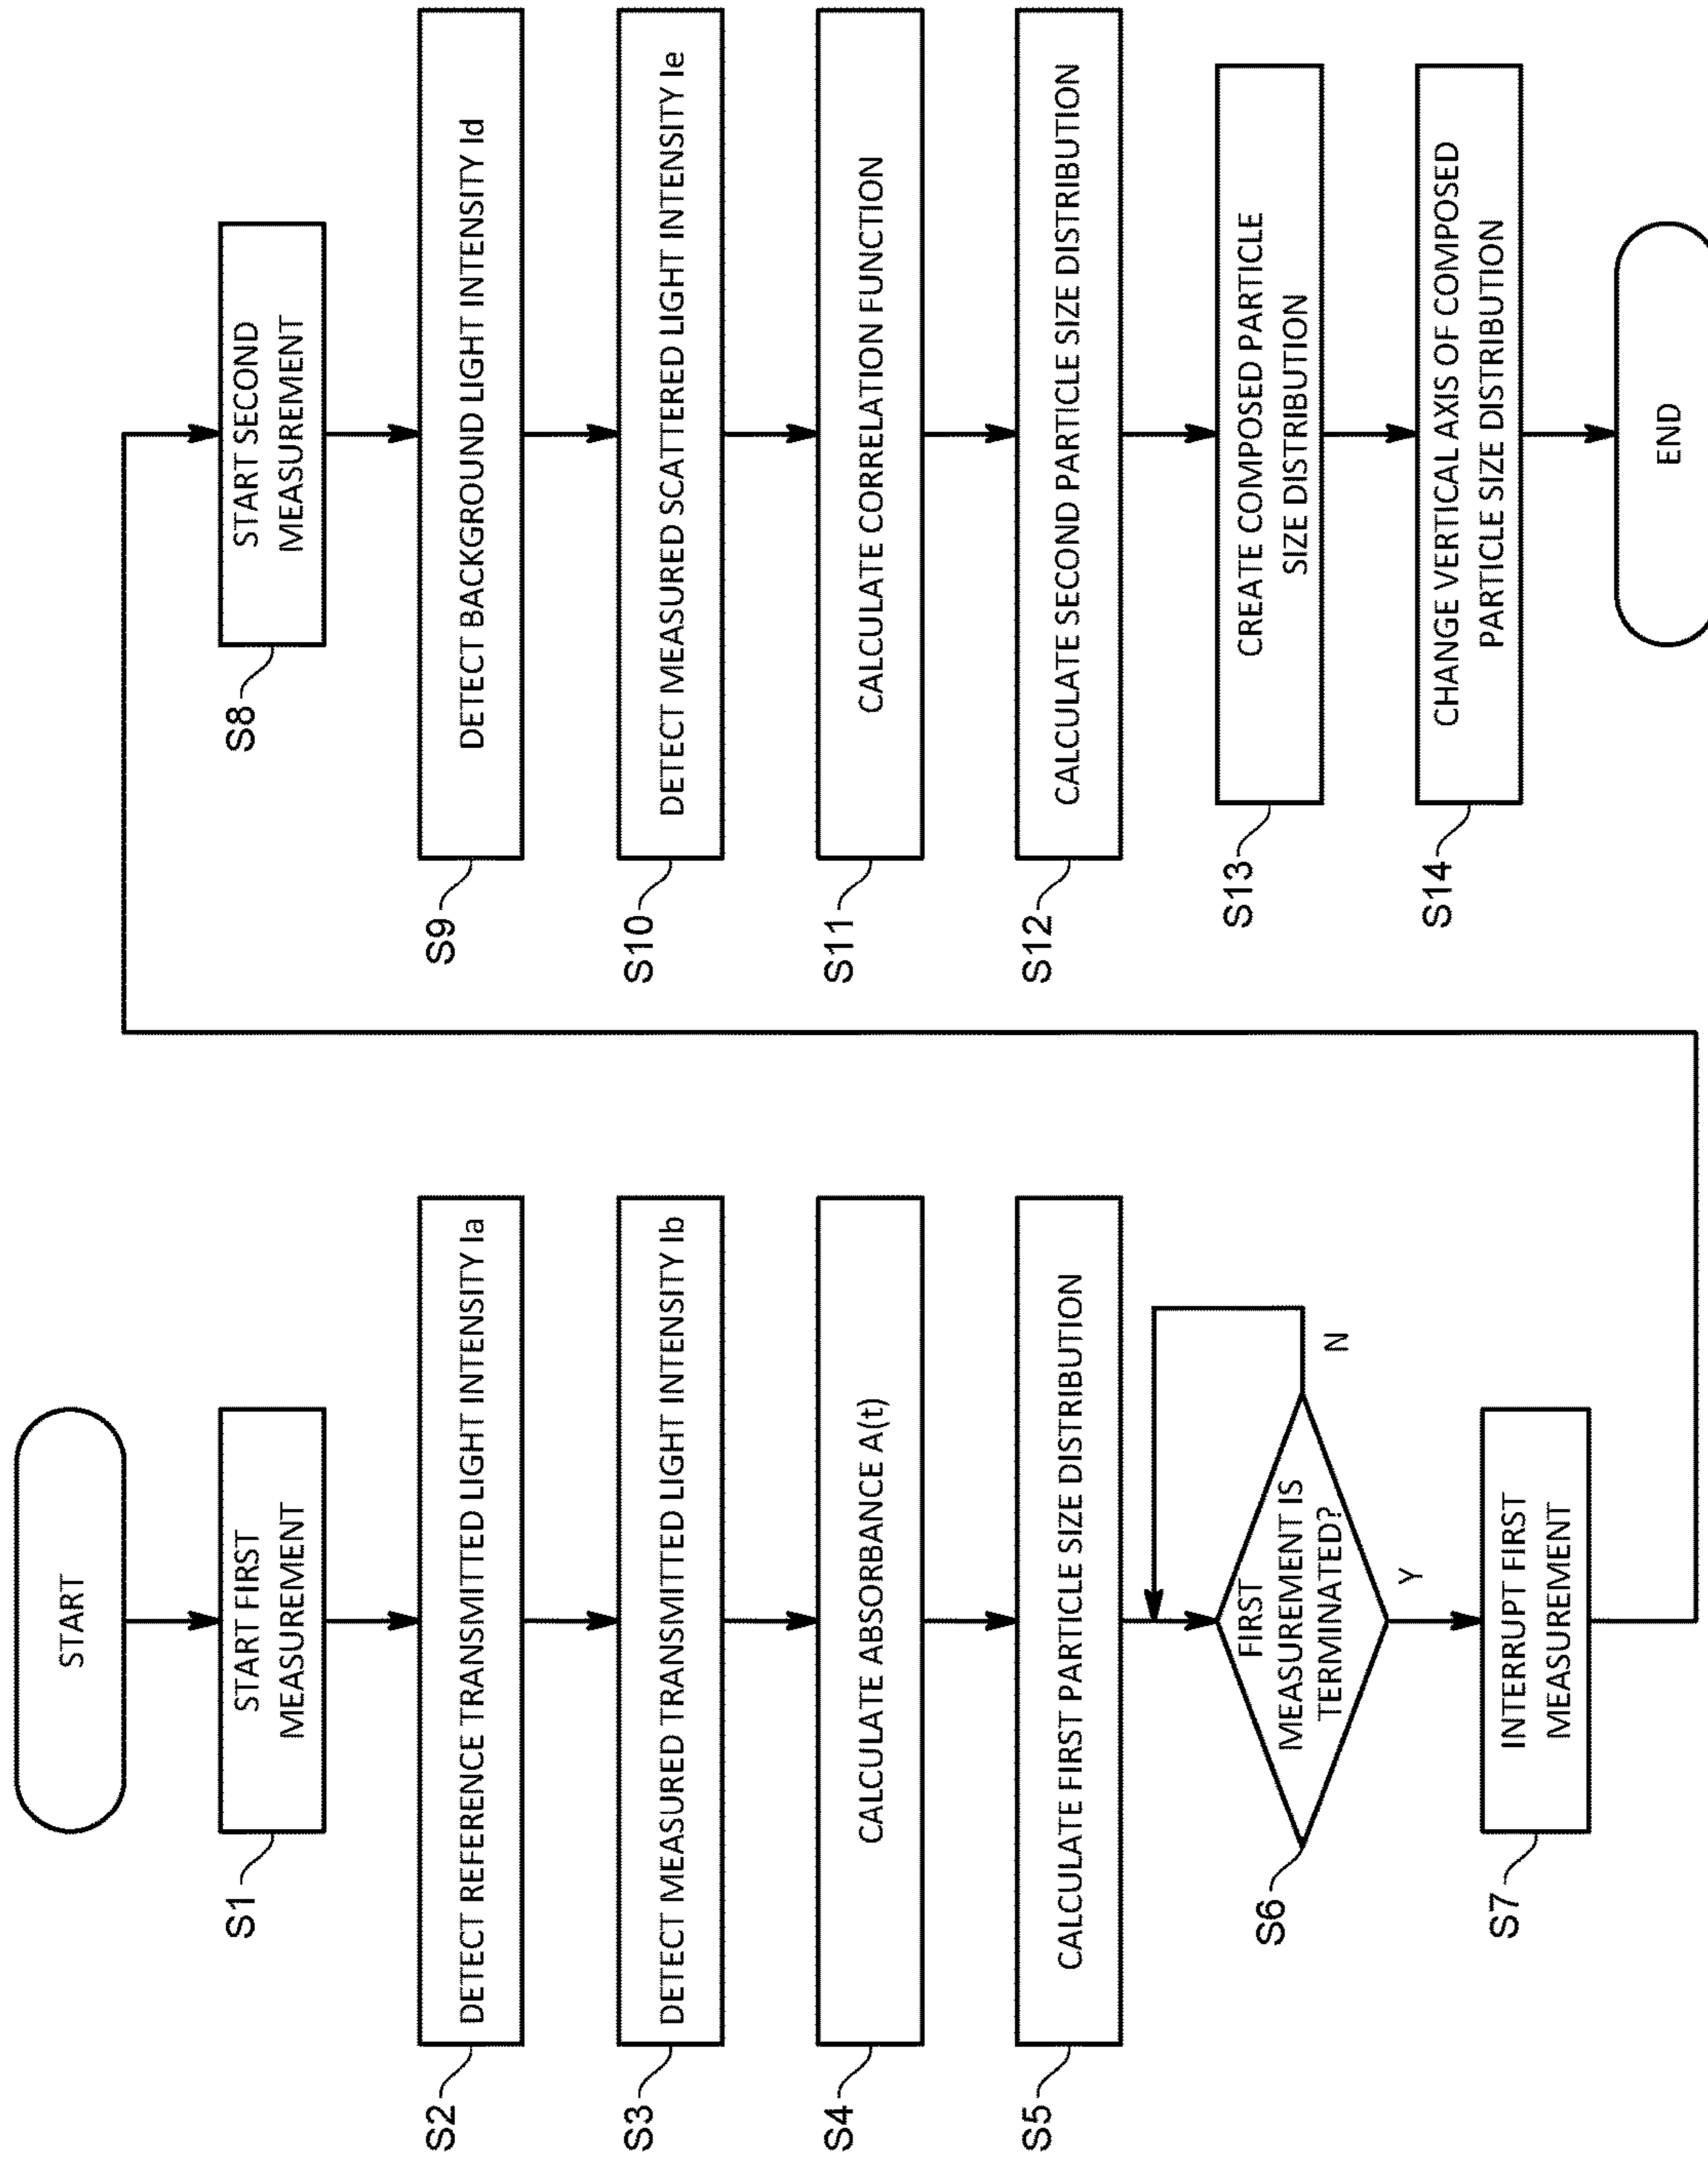 START
S1
START FIRST
MEASUREMENT
S2
DETECT REFERENCE TRANSMITTED LIGHT INTENSITY Ia
S3
DETECT MEASURED TRANSMITTED LIGHT INTENSITY Ib
S4
CALCULATE ABSORBANCE A(t)
S5
CALCULATE FIRST PARTICLE SIZE DISTRIBUTION
S6
FIRST
MEASUREMENT IS
TERMINATED?
N
Y
S7
INTERRUPT FIRST
MEASUREMENT
S8
START SECOND
MEASUREMENT
S9
DETECT BACKGROUND LIGHT INTENSITY Id
S10
DETECT MEASURED SCATTERED LIGHT INTENSITY Ie
S11
CALCULATE CORRELATION FUNCTION
S12
CALCULATE SECOND PARTICLE SIZE DISTRIBUTION
S13
CREATE COMPOSED PARTICLE
SIZE DISTRIBUTION
S14
CHANGE VERTICAL AXIS OF COMPOSED
PARTICLE SIZE DISTRIBUTION
END